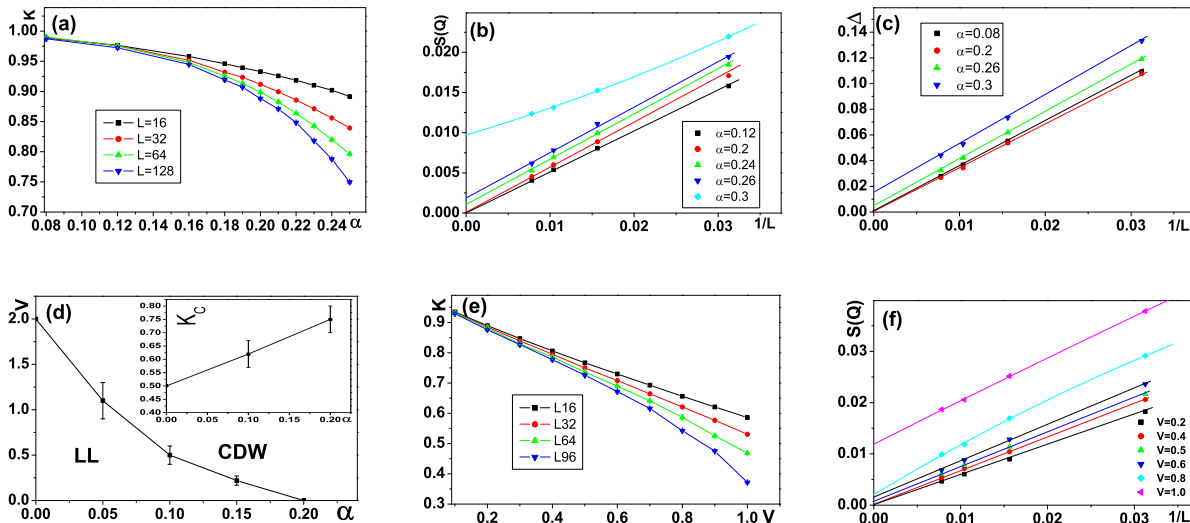 (a)
K
1.00
0.95
0.90
0.85
0.80
0.75
0.70
L=16
L=32
L=64
L=128
0.08 0.10 0.12 0.14 0.16 0.18 0.20 0.22 0.24 α
(b)
S(Q)
0.020
0.015
0.010
0.005
0.000
α=0.12
α=0.2
α=0.24
α=0.26
α=0.3
0.00 0.01 0.02 0.03 1/L
(c)
Δ
0.14
0.12
0.10
0.08
0.06
0.04
0.02
0.00
α=0.08
α=0.2
α=0.26
α=0.3
0.00 0.01 0.02 0.03 1/L
(d)
V
2.0
1.5
1.0
0.5
0.0
LL
CDW
0.00 0.05 0.10 0.15 0.20 α
K_C
0.80
0.75
0.70
0.65
0.60
0.55
0.50
0.45
0.40
0.0 0.1 0.2 α
(e)
K
0.9
0.8
0.7
0.6
0.5
0.4
0.3
L16
L32
L64
L96
0.2 0.4 0.6 0.8 1.0 V
(f)
S(Q)
0.03
0.02
0.01
0.00
V=0.2
V=0.4
V=0.5
V=0.6
V=0.8
V=1.0
0.00 0.01 0.02 0.03 1/L